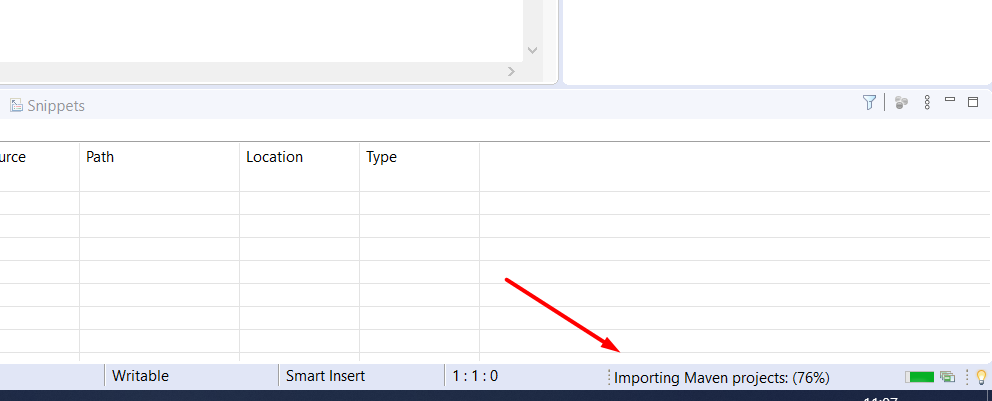 Snippets
urce Path Location Type
Writable Smart Insert 1 : 1 : 0 Importing Maven projects: (76%)